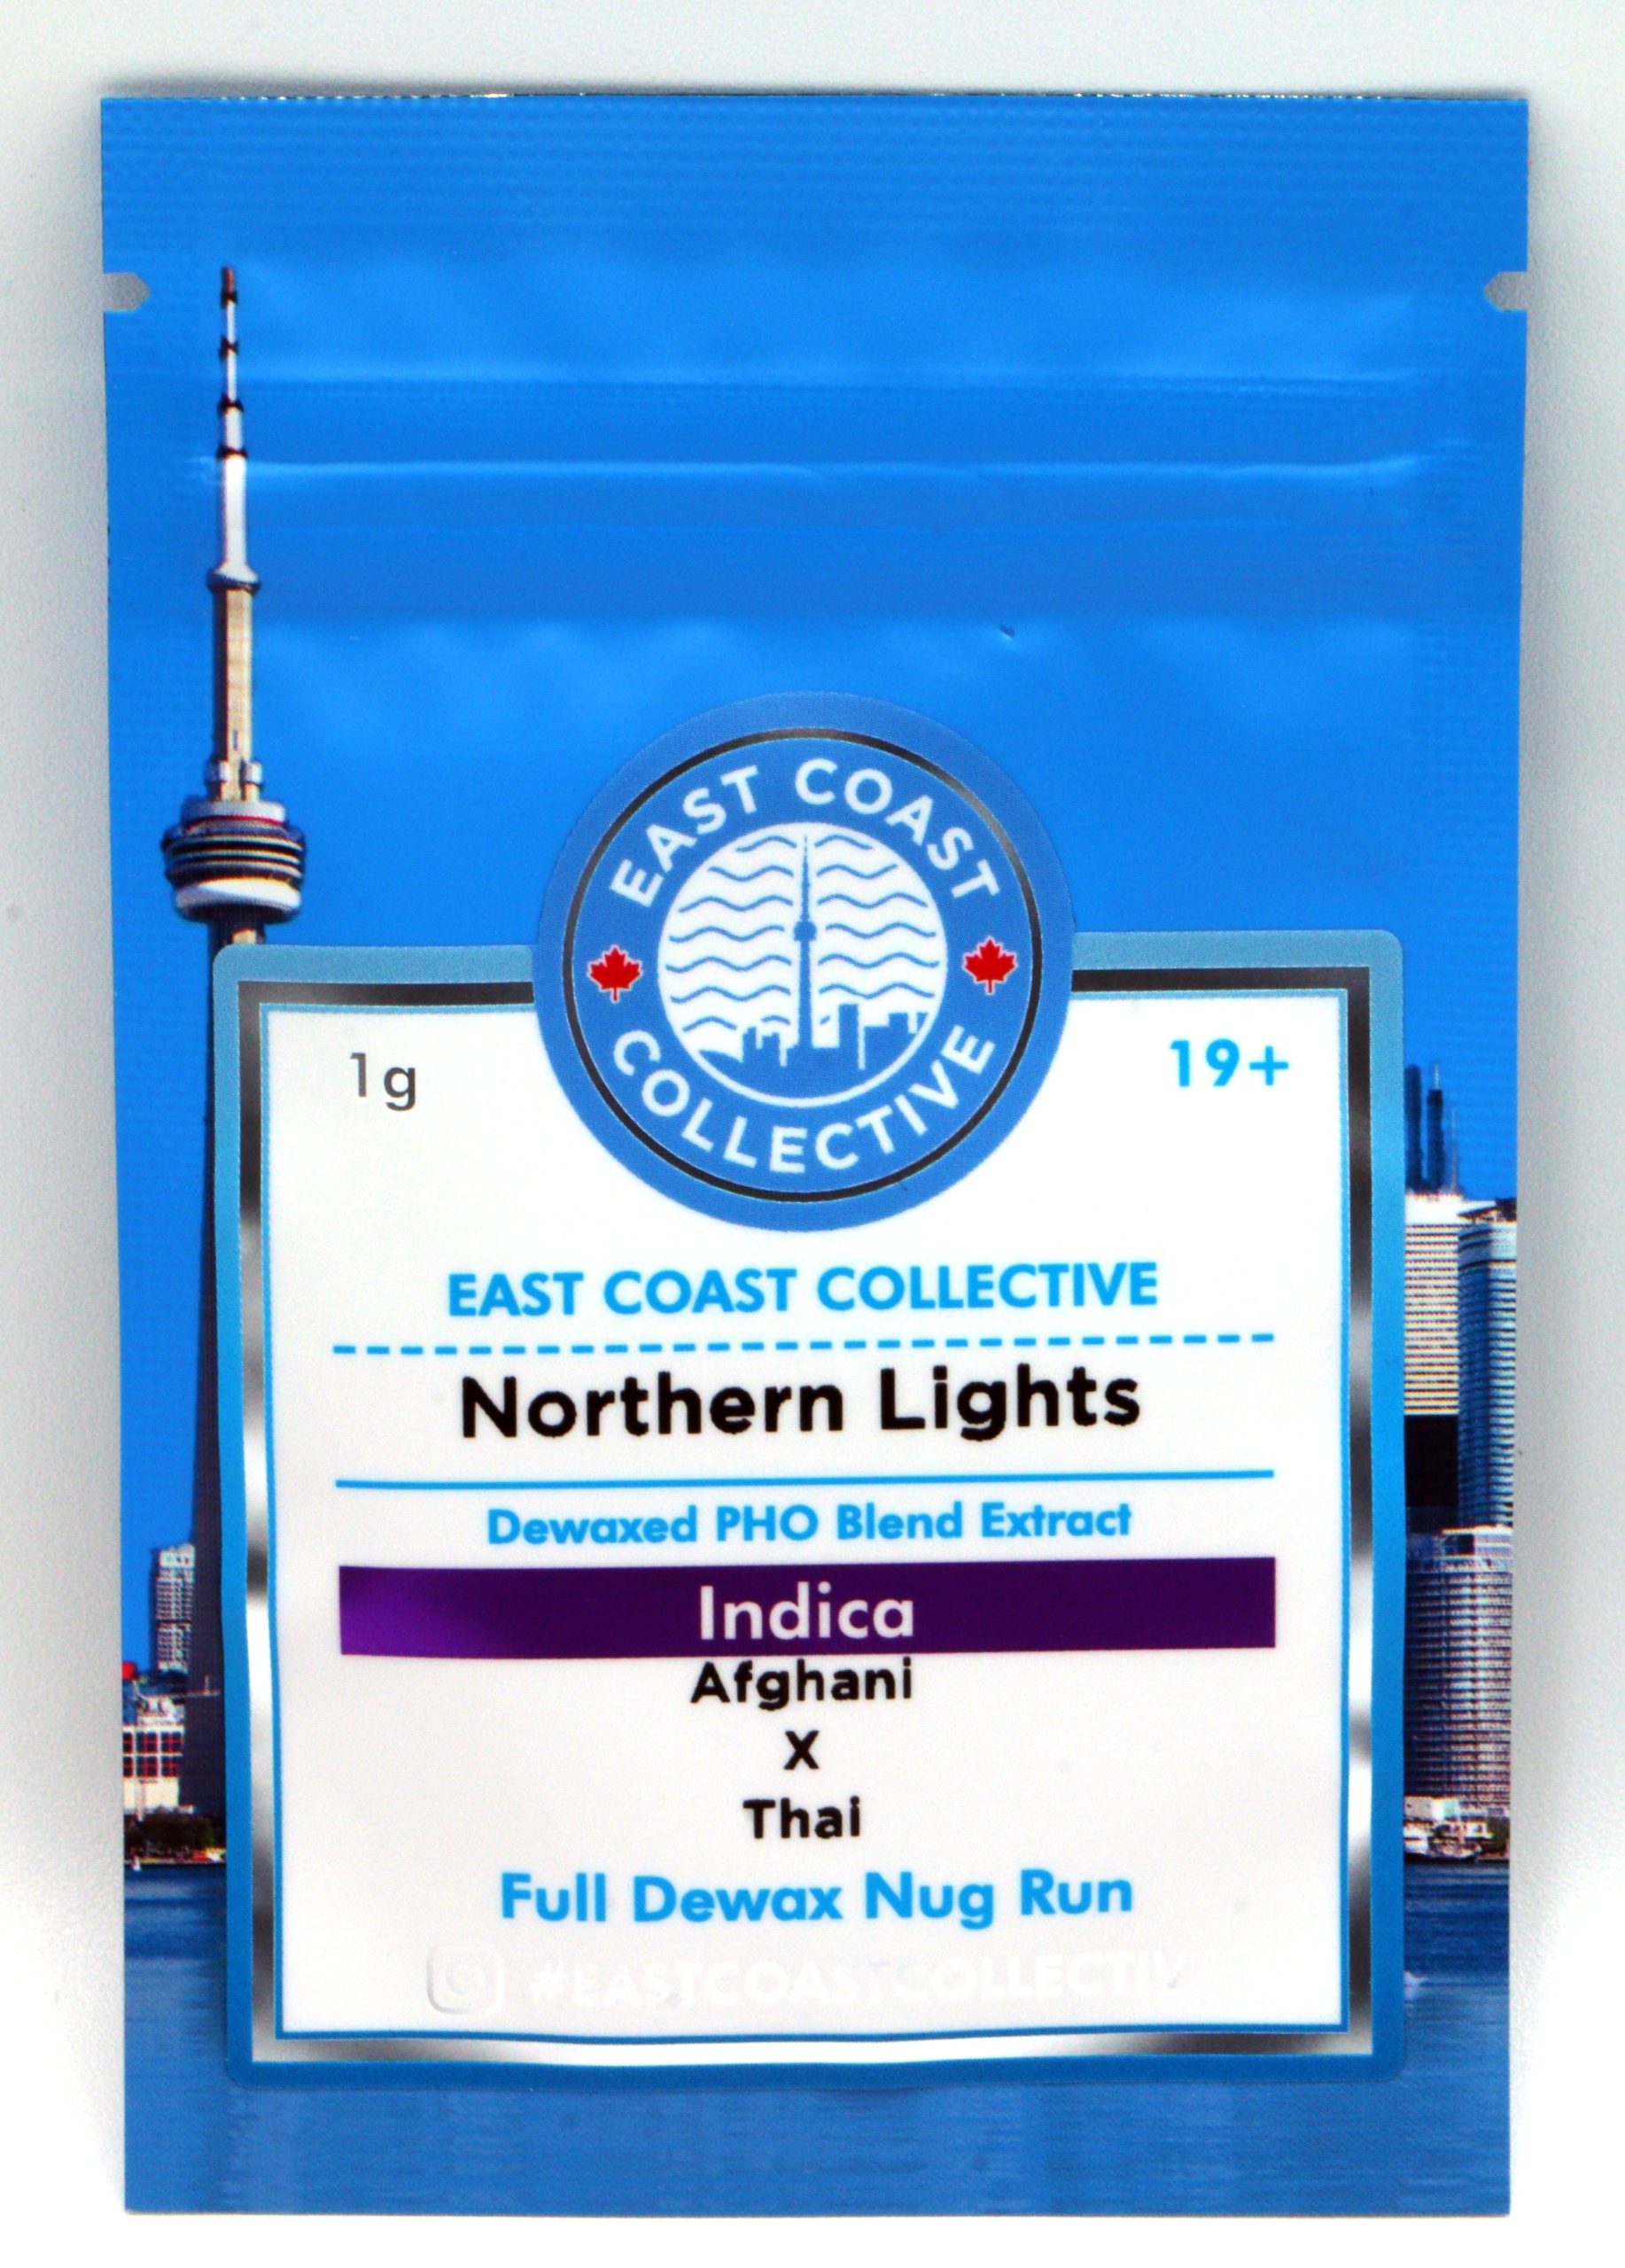 EAST COAST
COLLECTIVE
1g
19+
EAST COAST COLLECTIVE
Northern Lights
Dewaxed PHO Blend Extract
Indica
Afghani
X
Thai
Full Dewax Nug Run
#EASTCOASTCOLLECTIV